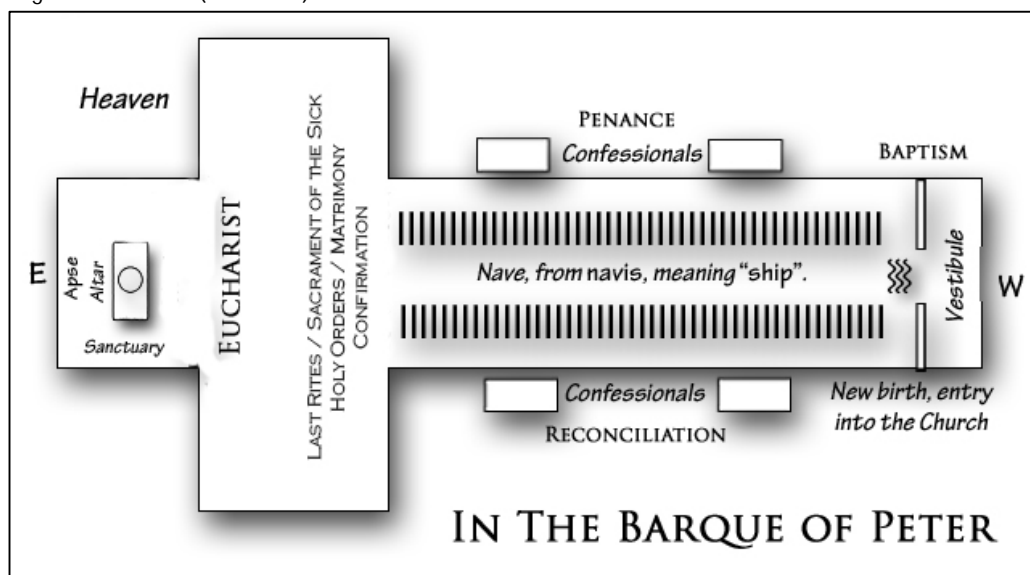 Heaven
PENANCE
Confessionals
BAPTISM
E
Apse
Altar
Sanctuary
EUCHARIST
LAST RITES / SACRAMENT OF THE SICK
HOLY ORDERS / MATRIMONY
CONFIRMATION
Nave, from navis, meaning “ship”.
Vestibule
W
Confessionals
RECONCILIATION
New birth, entry
into the Church
IN THE BARQUE OF PETER